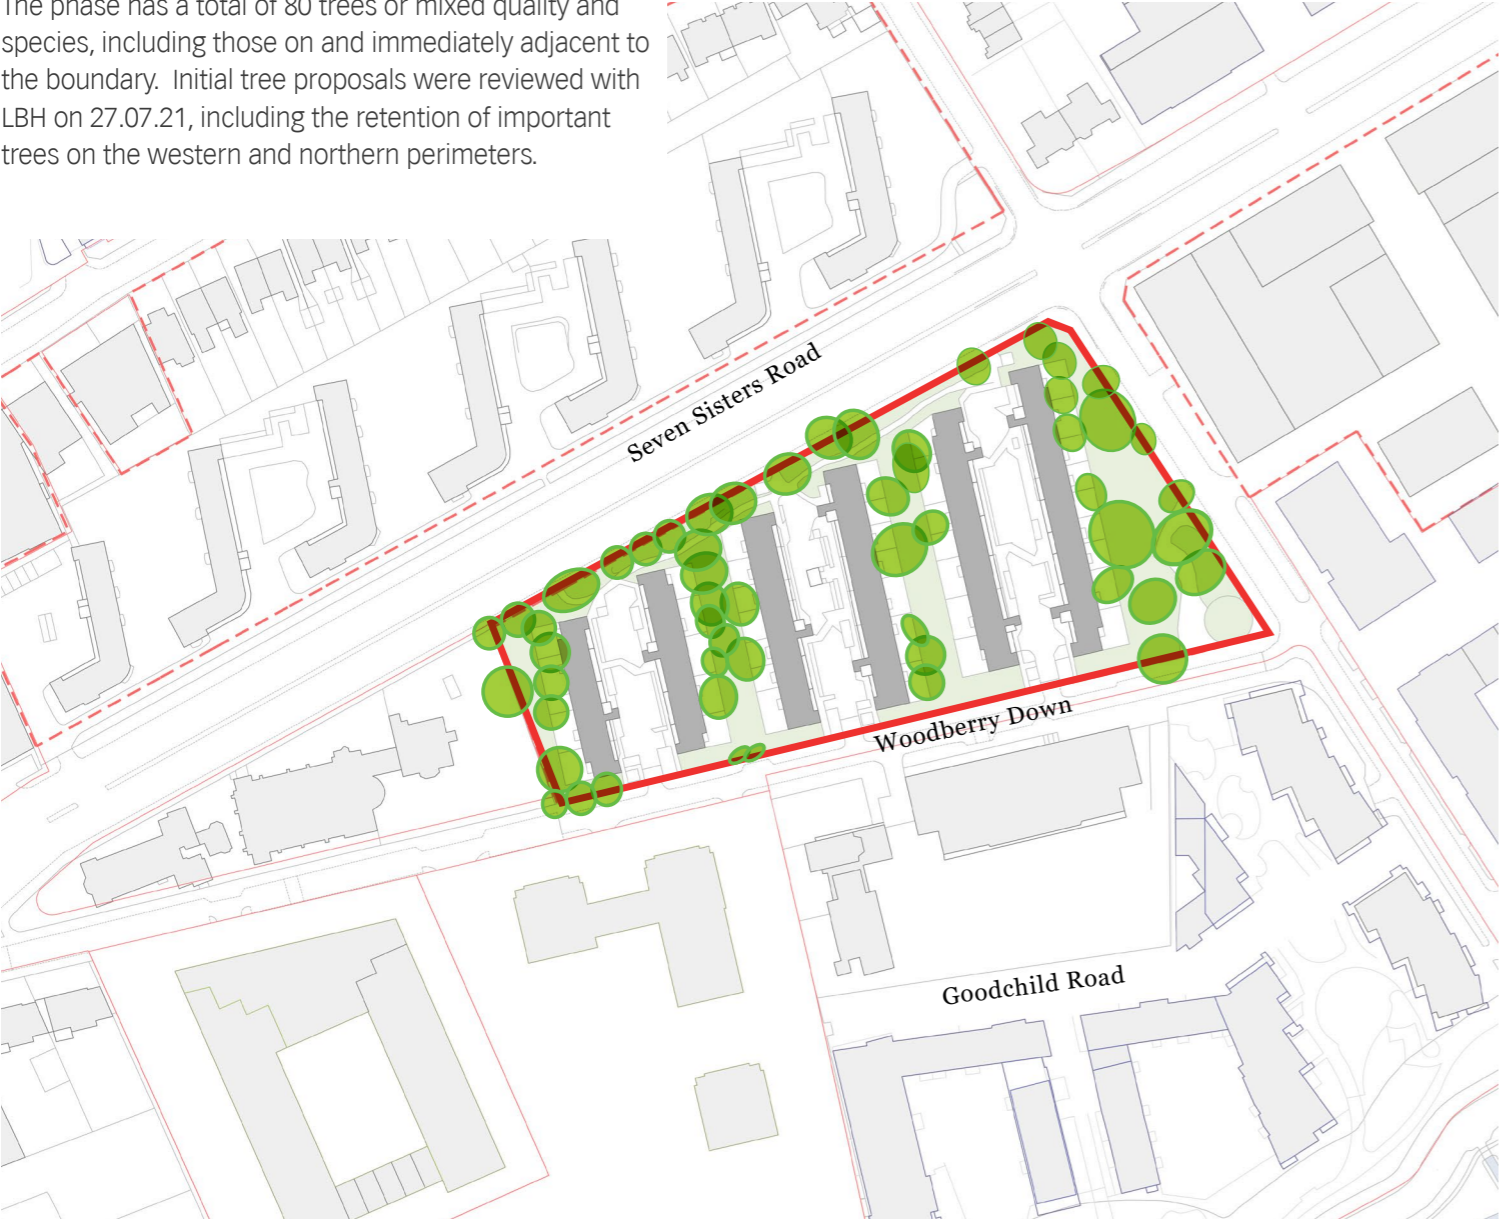 The phase has a total of 80 trees or mixed quality and
species, including those on and immediately adjacent to
the boundary.  Initial tree proposals were reviewed with
LBH on 27.07.21, including the retention of important
trees on the western and northern perimeters.
Seven Sisters Road
Woodberry Down
Goodchild Road